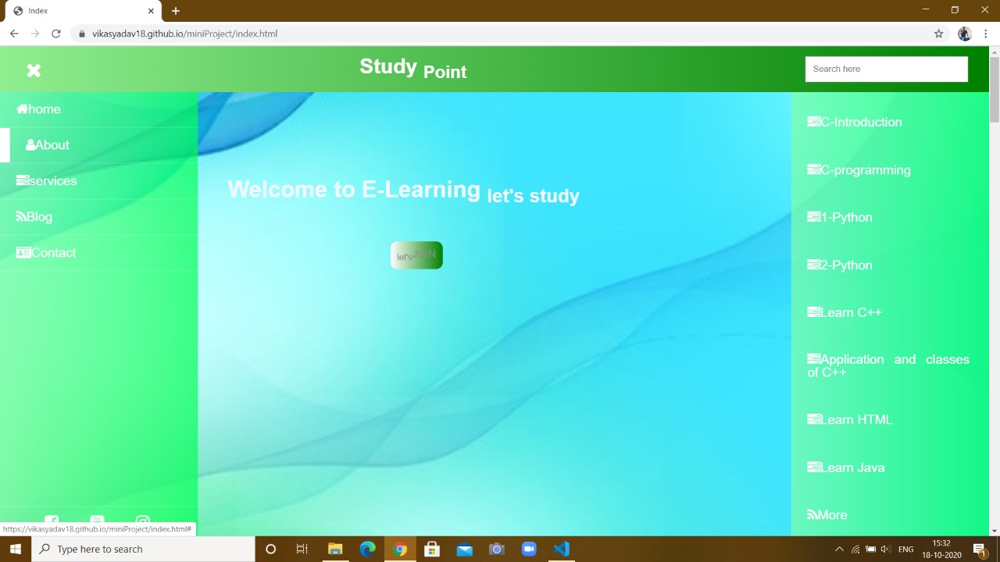 Index
vikasyadav18.github.io/miniProject/index.html
Study Point
Search here
home
About
services
Blog
Contact
Welcome to E-Learning let's study
let's JOIN
C-Introduction
C-programming
1-Python
2-Python
Learn C++
Application and classes
of C++
Learn HTML
Learn Java
More
https://vikasyadav18.github.io/miniProject/index.html#
Type here to search
ENG
15:32
18-10-2020
1